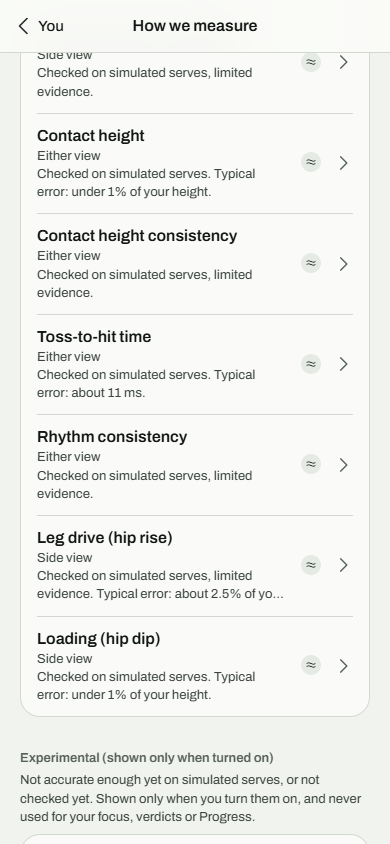 You
How we measure
Side view
Checked on simulated serves, limited
evidence.
Contact height
Either view
Checked on simulated serves. Typical
error: under 1% of your height.
Contact height consistency
Either view
Checked on simulated serves, limited
evidence.
Toss-to-hit time
Either view
Checked on simulated serves. Typical
error: about 11 ms.
Rhythm consistency
Either view
Checked on simulated serves, limited
evidence.
Leg drive (hip rise)
Side view
Checked on simulated serves, limited
evidence. Typical error: about 2.5% of yo…
Loading (hip dip)
Side view
Checked on simulated serves. Typical
error: under 1% of your height.
Experimental (shown only when turned on)
Not accurate enough yet on simulated serves, or not
checked yet. Shown only when you turn them on, and never
used for your focus, verdicts or Progress.